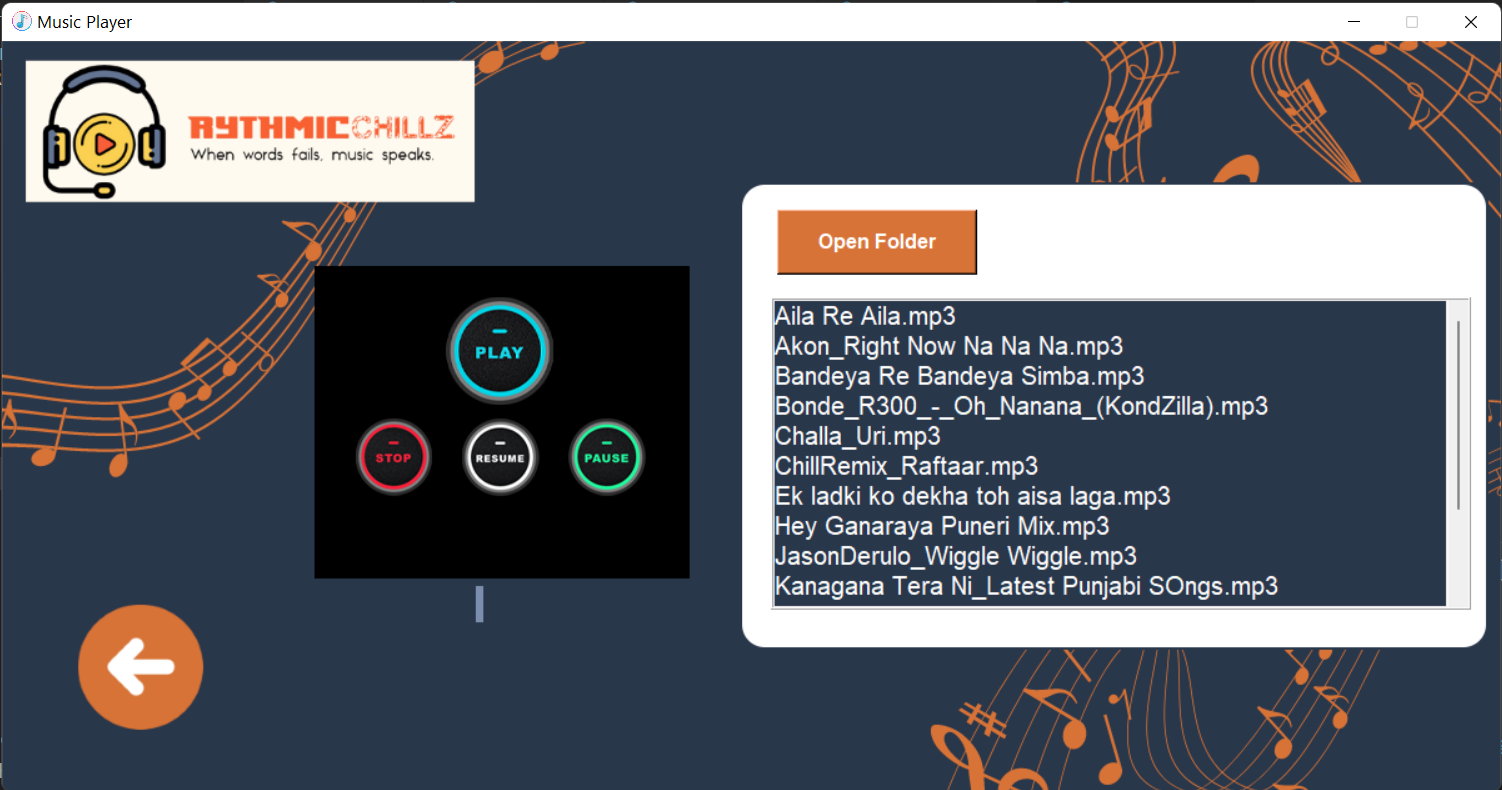 Music Player
RYTHMICCHILLZ
When words fails, music speaks.
Open Folder
PLAY
STOP
RESUME
PAUSE
Aila Re Aila.mp3
Akon_Right Now Na Na Na.mp3
Bandeya Re Bandeya Simba.mp3
Bonde_R300_-_Oh_Nanana_(KondZilla).mp3
Challa_Uri.mp3
ChillRemix_Raftaar.mp3
Ek ladki ko dekha toh aisa laga.mp3
Hey Ganaraya Puneri Mix.mp3
JasonDerulo_Wiggle Wiggle.mp3
Kanagana Tera Ni_Latest Punjabi SOngs.mp3